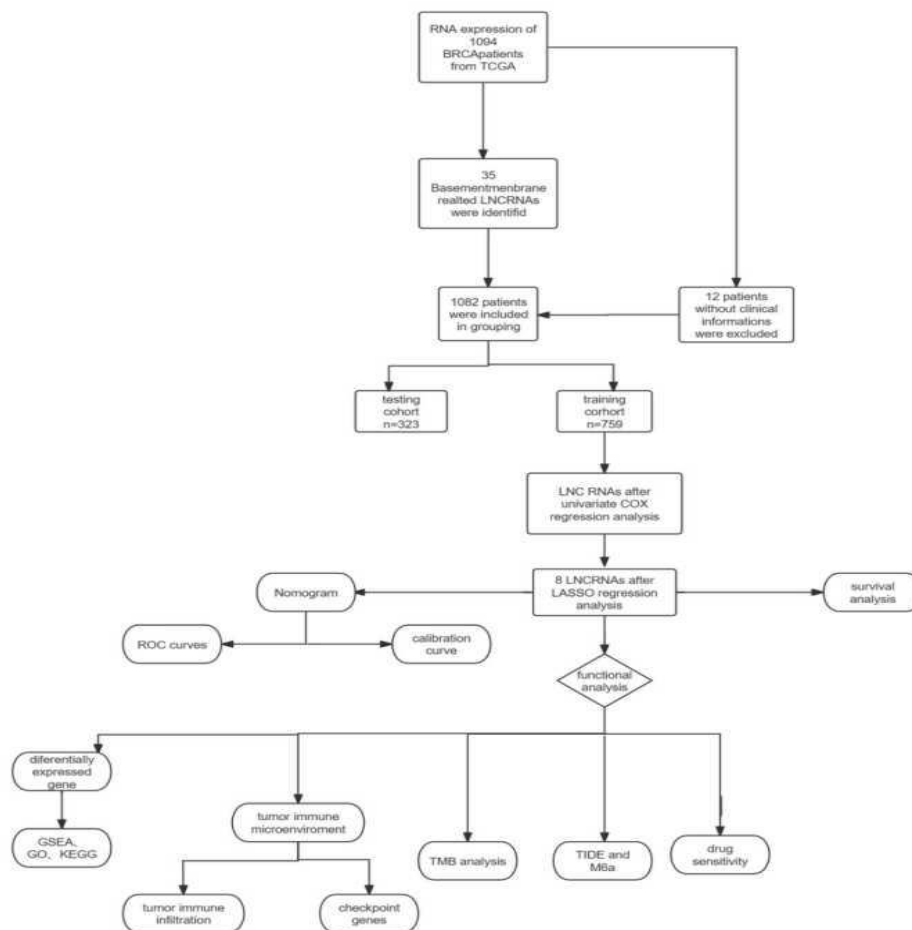 RNA expression of
1094
BRCApatients
from TCGA
35
Basementmenbrane
realted LNCRNAs
were identifid
1082 patients
were included
in grouping
12 patients
without clinical
informations
were excluded
testing
cohort
n=323
training
corhort
n=759
LNC RNAs after
univariate COX
regression analysis
8 LNCRNAs after
LASSO regression
analysis
Nomogram
survival
analysis
ROC curves
calibration
curve
functional
analysis
diferentially
expressed
gene
GSEA、
GO、KEGG
tumor immune
microenviroment
tumor immune
infiltration
checkpoint
genes
TMB analysis
TIDE and
M6a
drug
sensitivity